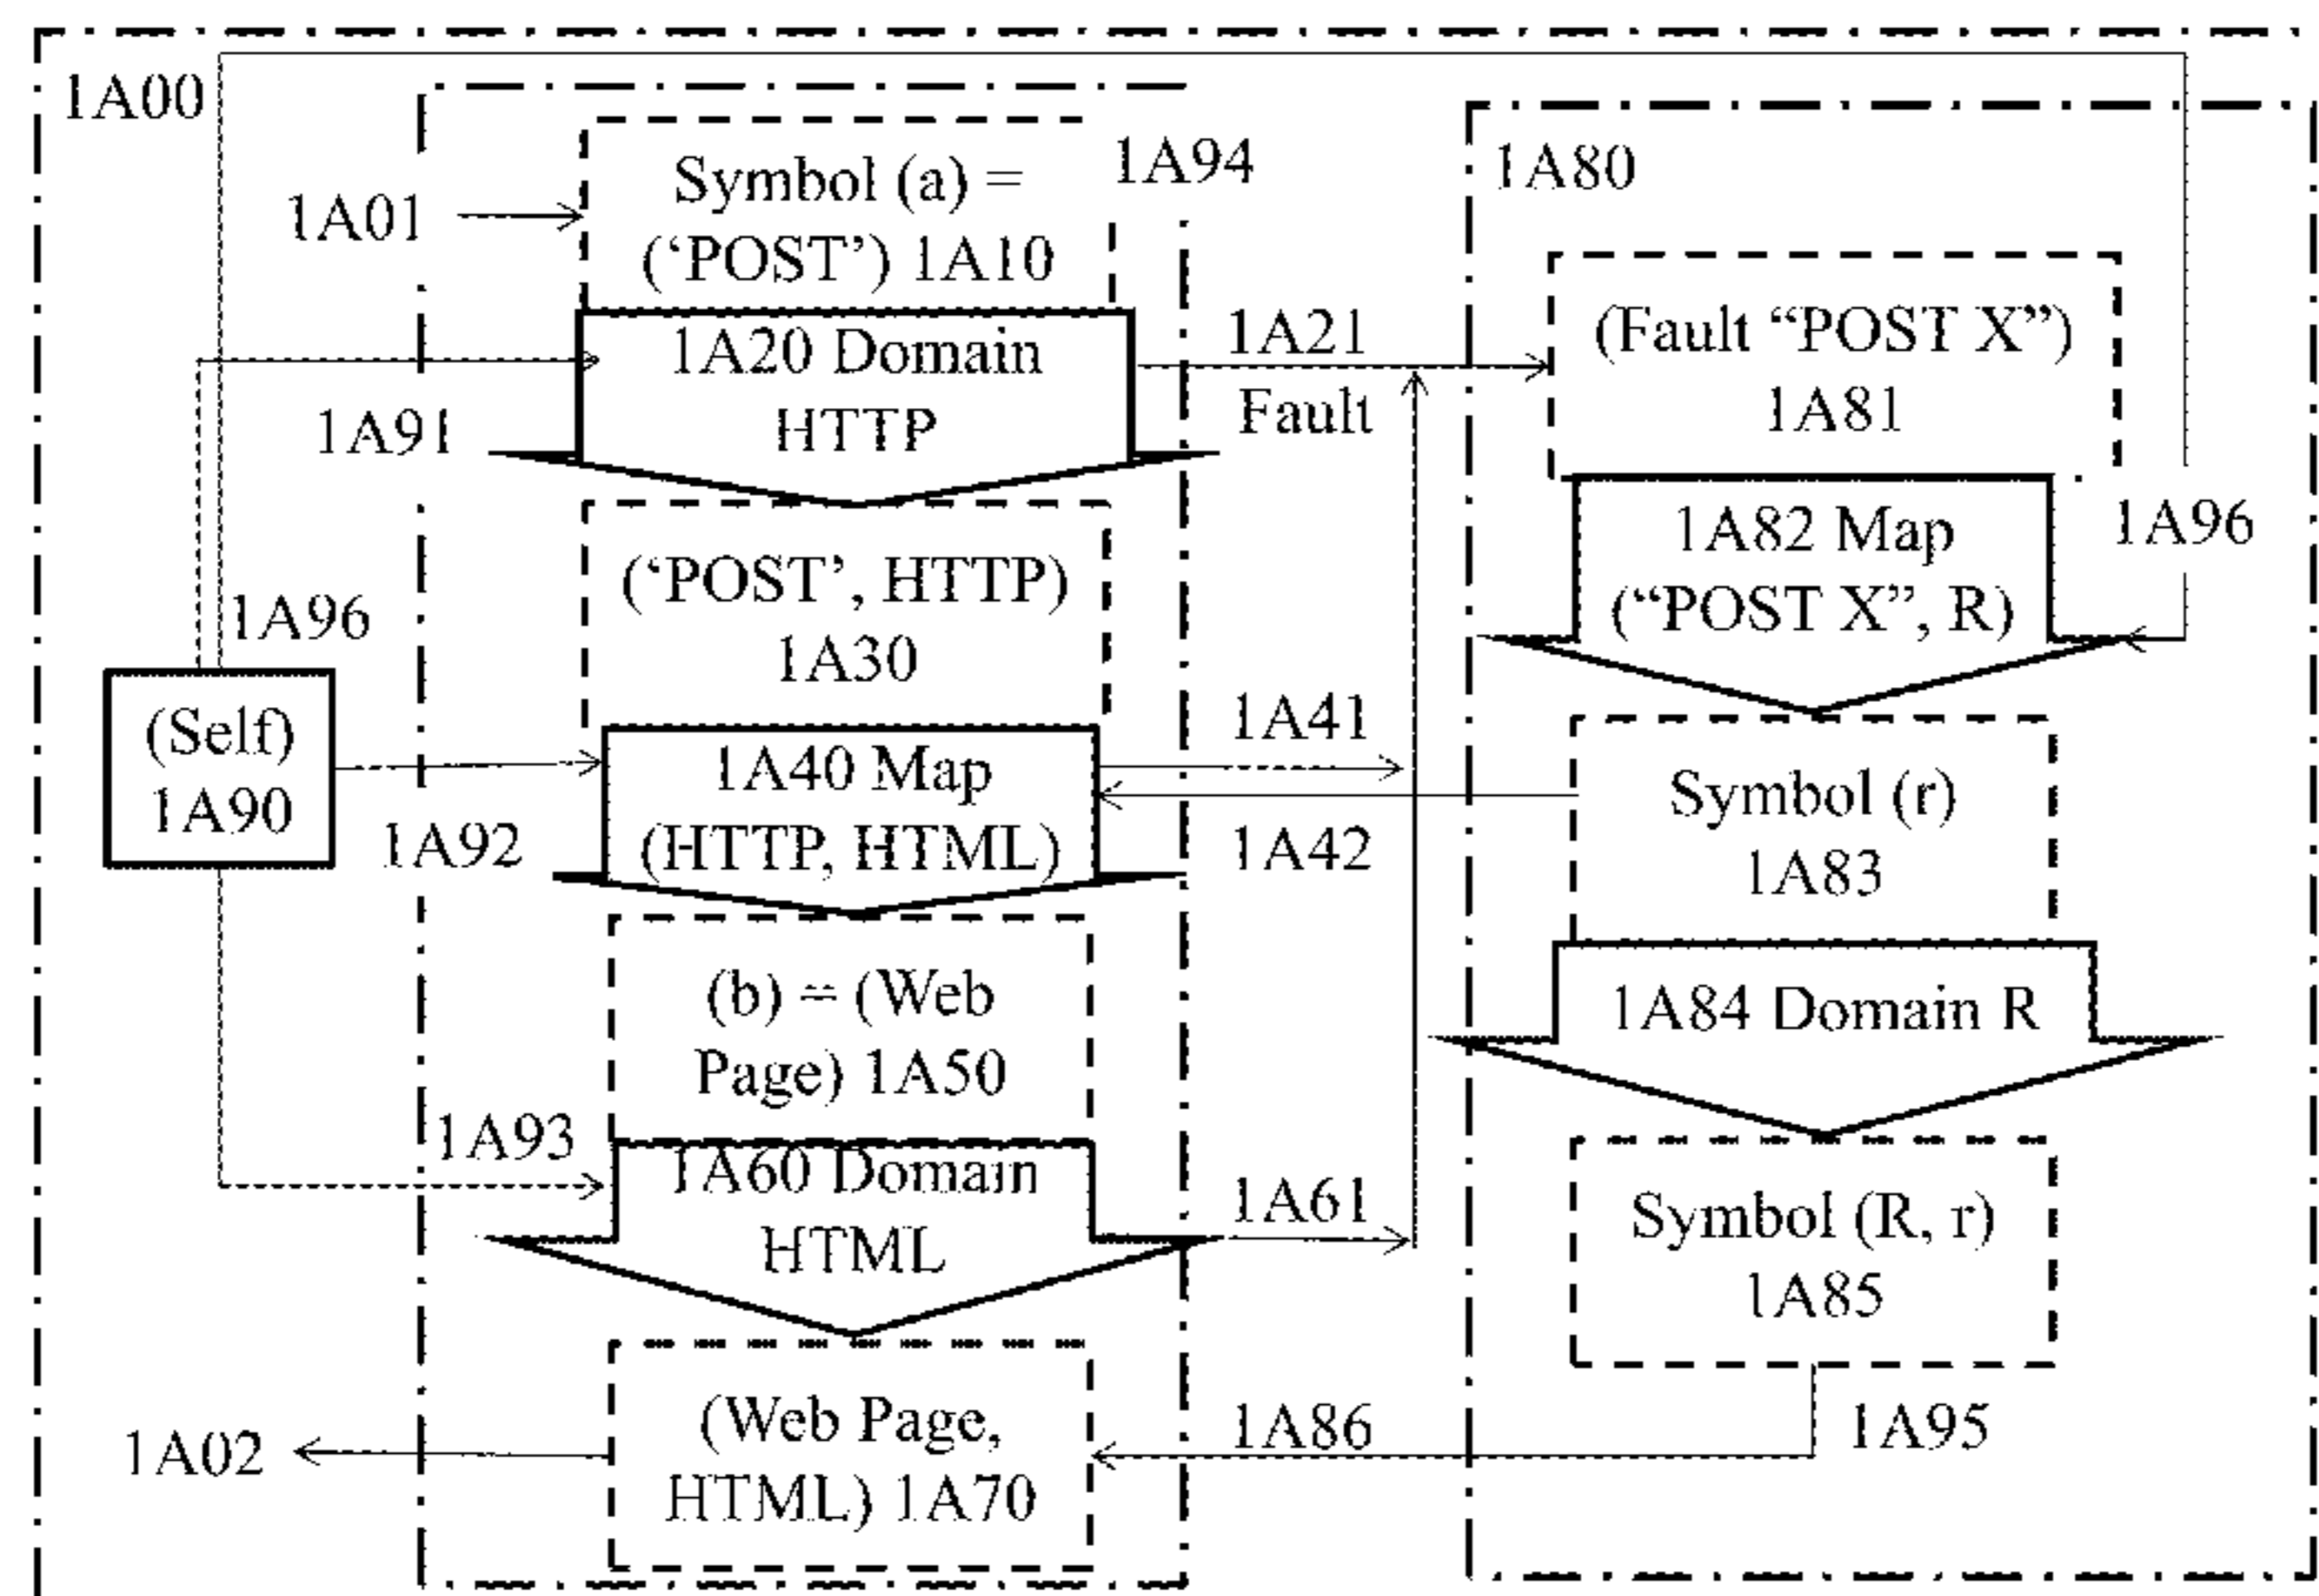 1A00
1A94
1A80
Symbol (a) =
('POST') 1A10
1A01
1A20 Domain
HTTP
1A21
Fault
(Fault “POST X”)
1A81
1A91
('POST', HTTP)
1A30
1A82 Map
(“POST X”, R)
1A96
1A96
(Self)
1A90
1A92
1A40 Map
(HTTP, HTML)
1A41
1A42
Symbol (r)
1A83
(b) = (Web
Page) 1A50
1A84 Domain R
1A93
1A60 Domain
HTML
1A61
Symbol (R, r)
1A85
(Web Page,
HTML) 1A70
1A02
1A86
1A95